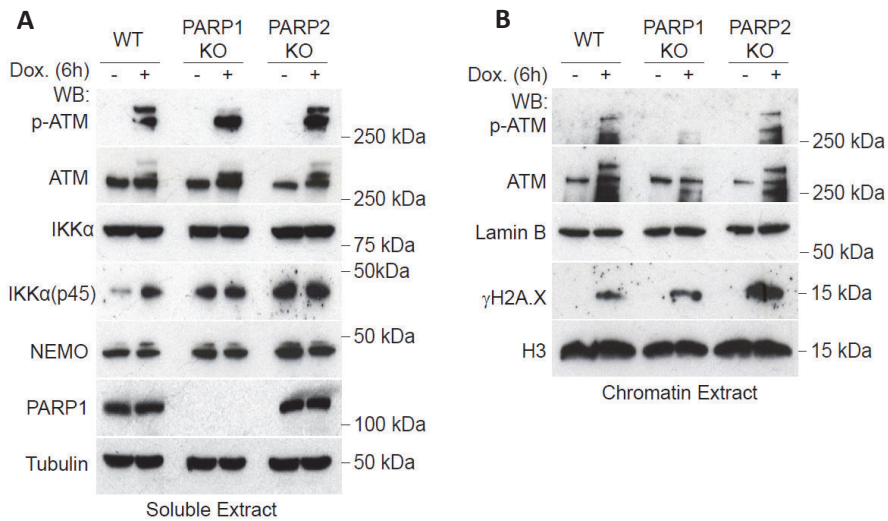 A
WT
PARP1
KO
PARP2
KO
Dox. (6h) - + - + - +
WB:
p-ATM
250 kDa
ATM
250 kDa
IKKα
75 kDa
50kDa
IKKα(p45)
50 kDa
NEMO
PARP1
100 kDa
Tubulin
50 kDa
Soluble Extract
B
WT
PARP1
KO
PARP2
KO
Dox. (6h) - + - + - +
WB:
p-ATM
250 kDa
ATM
250 kDa
Lamin B
50 kDa
γH2A.X
15 kDa
H3
15 kDa
Chromatin Extract